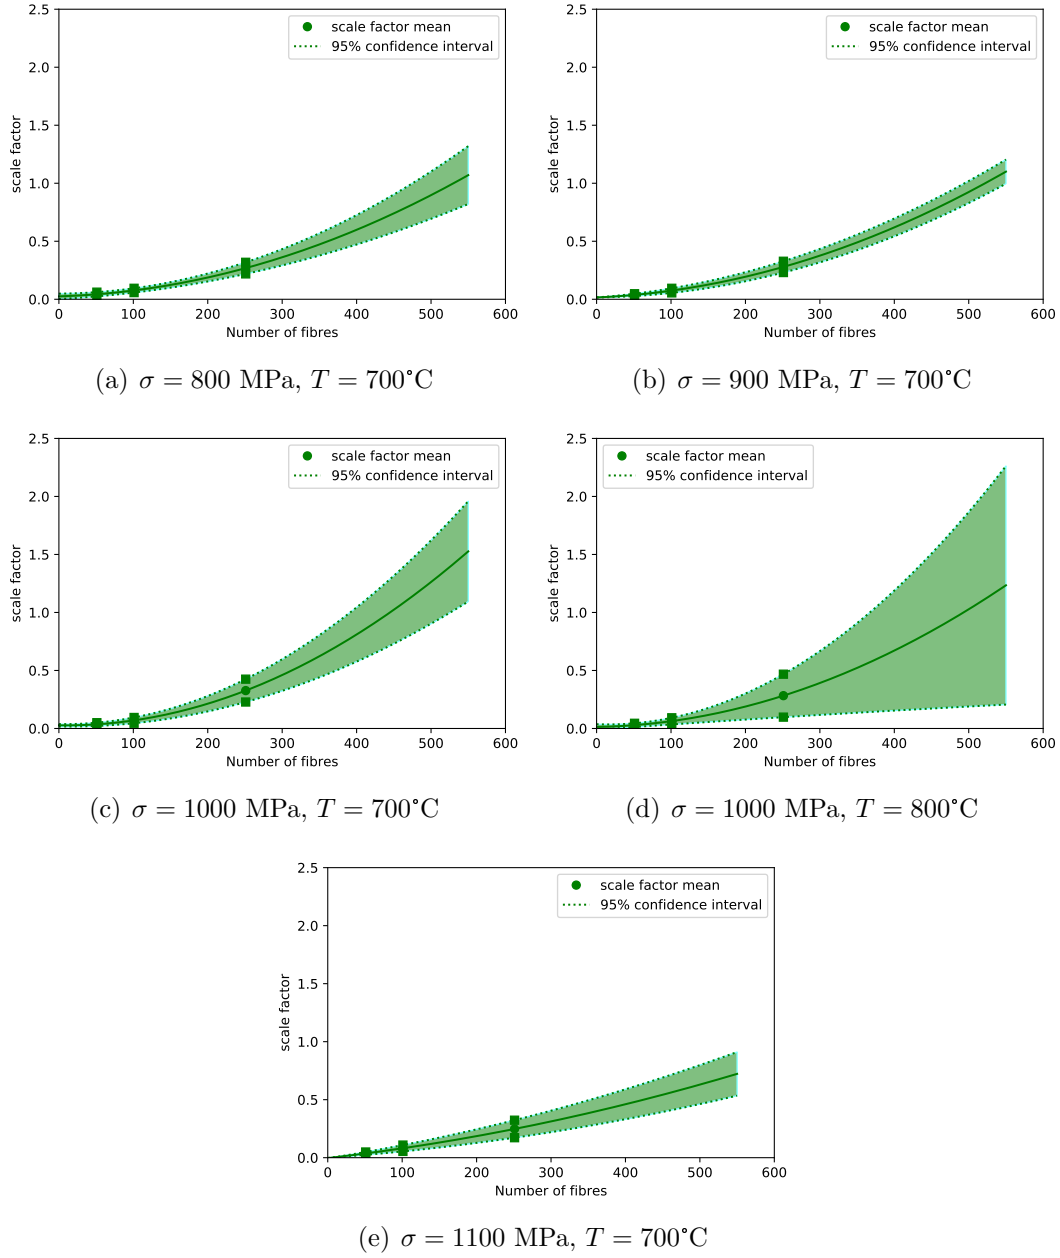 2.5
2.0
1.5
1.0
0.5
0.0
scale factor
scale factor mean
95% confidence interval
0 100 200 300 400 500 600
Number of fibres
(a) σ = 800 MPa, T = 700°C
2.5
2.0
1.5
1.0
0.5
0.0
scale factor
scale factor mean
95% confidence interval
0 100 200 300 400 500 600
Number of fibres
(b) σ = 900 MPa, T = 700°C
2.5
2.0
1.5
1.0
0.5
0.0
scale factor
scale factor mean
95% confidence interval
0 100 200 300 400 500 600
Number of fibres
(c) σ = 1000 MPa, T = 700°C
2.5
2.0
1.5
1.0
0.5
0.0
scale factor
scale factor mean
95% confidence interval
0 100 200 300 400 500 600
Number of fibres
(d) σ = 1000 MPa, T = 800°C
2.5
2.0
1.5
1.0
0.5
0.0
scale factor
scale factor mean
95% confidence interval
0 100 200 300 400 500 600
Number of fibres
(e) σ = 1100 MPa, T = 700°C